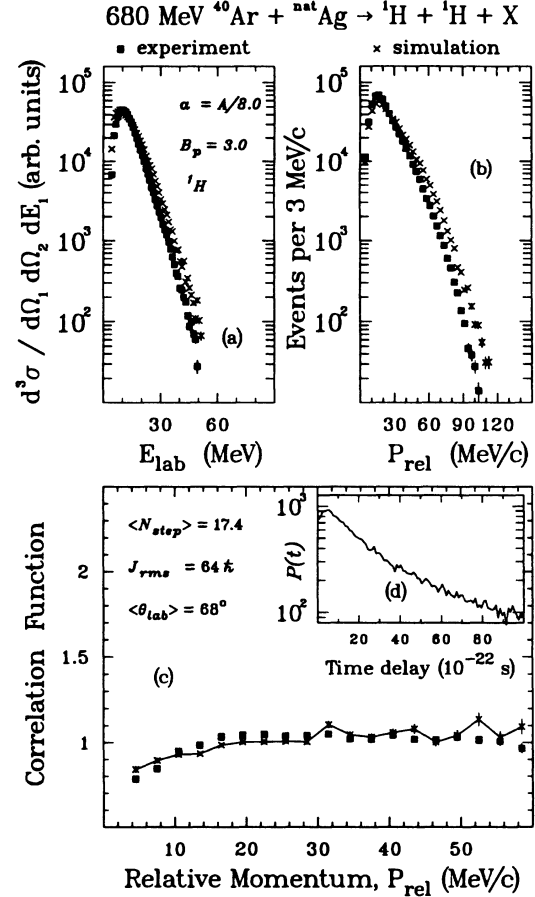 680 MeV ⁴⁰Ar + ⁿᵃᵗAg → ¹H + ¹H + X
■ experiment × simulation
d³σ / dΩ₁ dΩ₂ dE₁ (arb. units)
10⁵
10⁴
10³
10²
a = A/8.0
B_p = 3.0
¹H
(a)
30 60
E_lab (MeV)
Events per 3 MeV/c
10⁵
10⁴
10³
10²
(b)
30 60 90 120
P_rel (MeV/c)
Correlation Function
2
1.5
1
<N_step> = 17.4
J_rms = 64 ℏ
<θ_lab> = 68°
(c)
P(t)
10³
10²
(d)
20 40 60 80
Time delay (10⁻²² s)
10 20 30 40 50
Relative Momentum, P_rel (MeV/c)